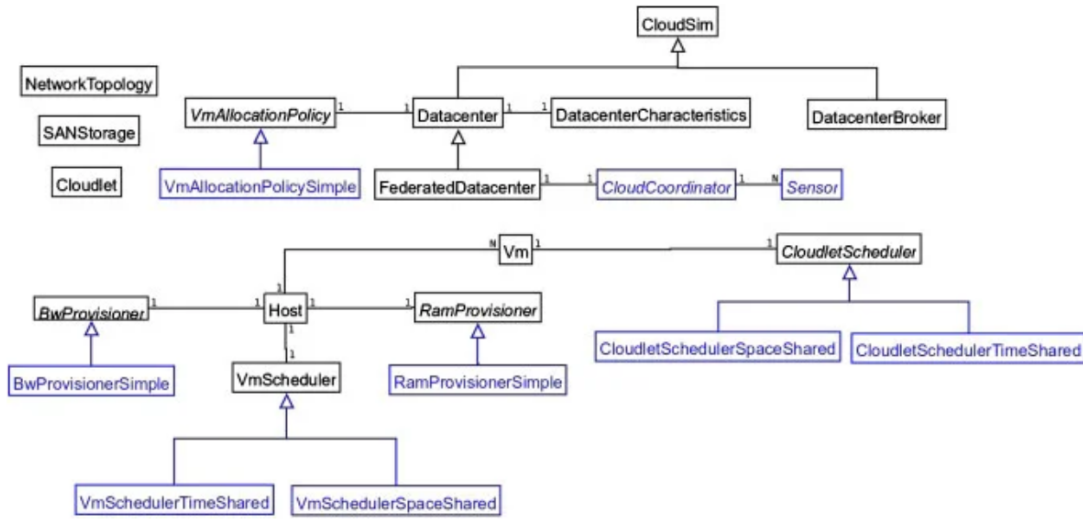 CloudSim
NetworkTopology
VmAllocationPolicy 1 1 Datacenter 1 1 DatacenterCharacteristics
DatacenterBroker
SANStorage
Cloudlet
VmAllocationPolicySimple
FederatedDatacenter 1 1 CloudCoordinator 1 N Sensor
N Vm 1 1 CloudletScheduler
1
BwProvisioner 1 1 Host 1 1 RamProvisioner
1
1
CloudletSchedulerSpaceShared
CloudletSchedulerTimeShared
BwProvisionerSimple
VmScheduler
RamProvisionerSimple
VmSchedulerTimeShared
VmSchedulerSpaceShared